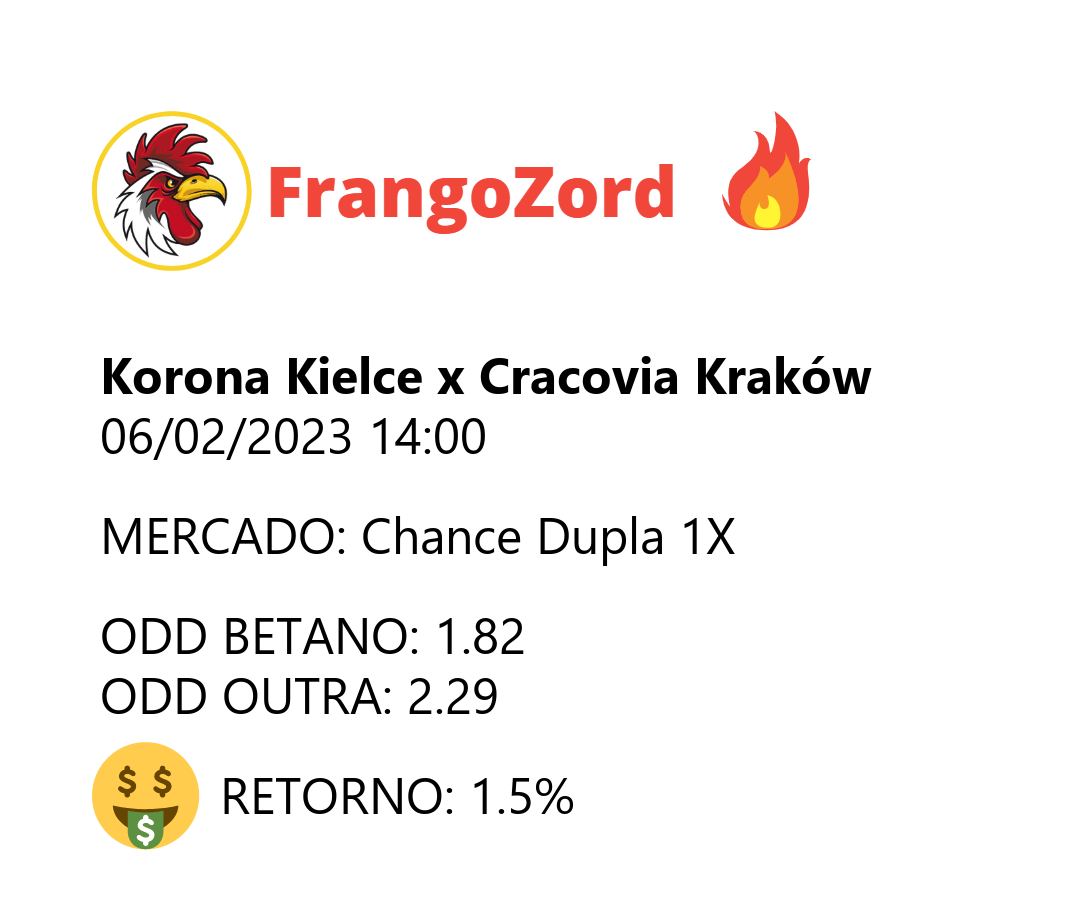 FrangoZord
Korona Kielce x Cracovia Kraków
06/02/2023 14:00
MERCADO: Chance Dupla 1X
ODD BETANO: 1.82
ODD OUTRA: 2.29
RETORNO: 1.5%